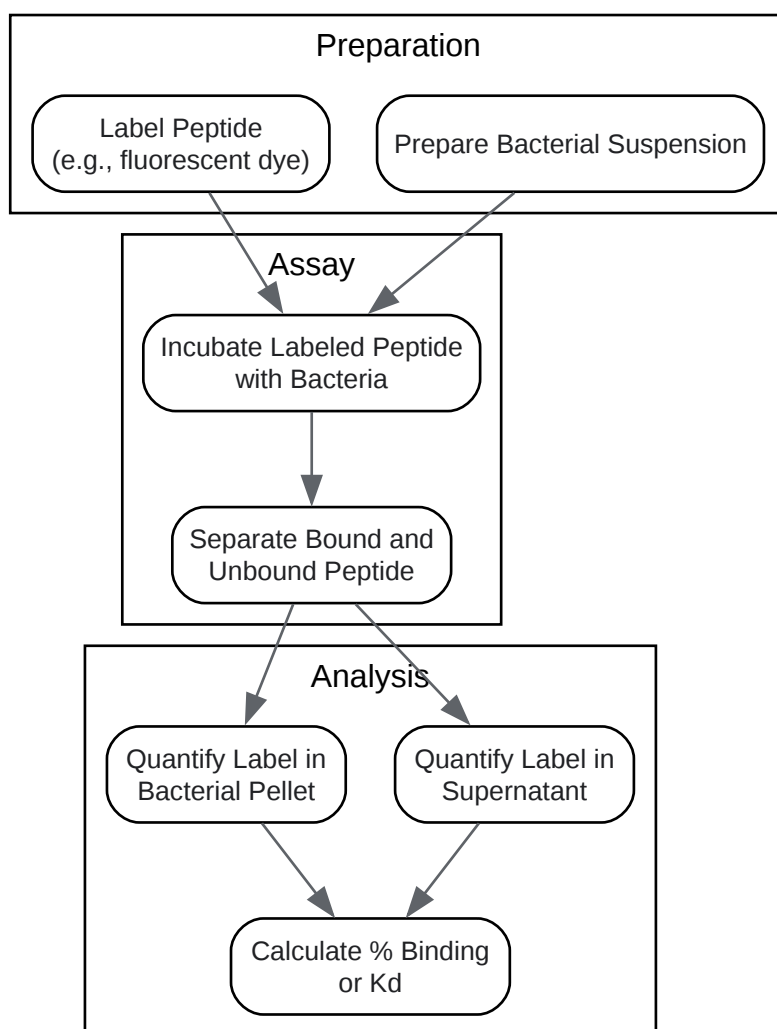 Preparation
Label Peptide
(e.g., fluorescent dye)
Prepare Bacterial Suspension
Assay
Incubate Labeled Peptide
with Bacteria
Separate Bound and
Unbound Peptide
Analysis
Quantify Label in
Bacterial Pellet
Quantify Label in
Supernatant
Calculate % Binding
or Kd